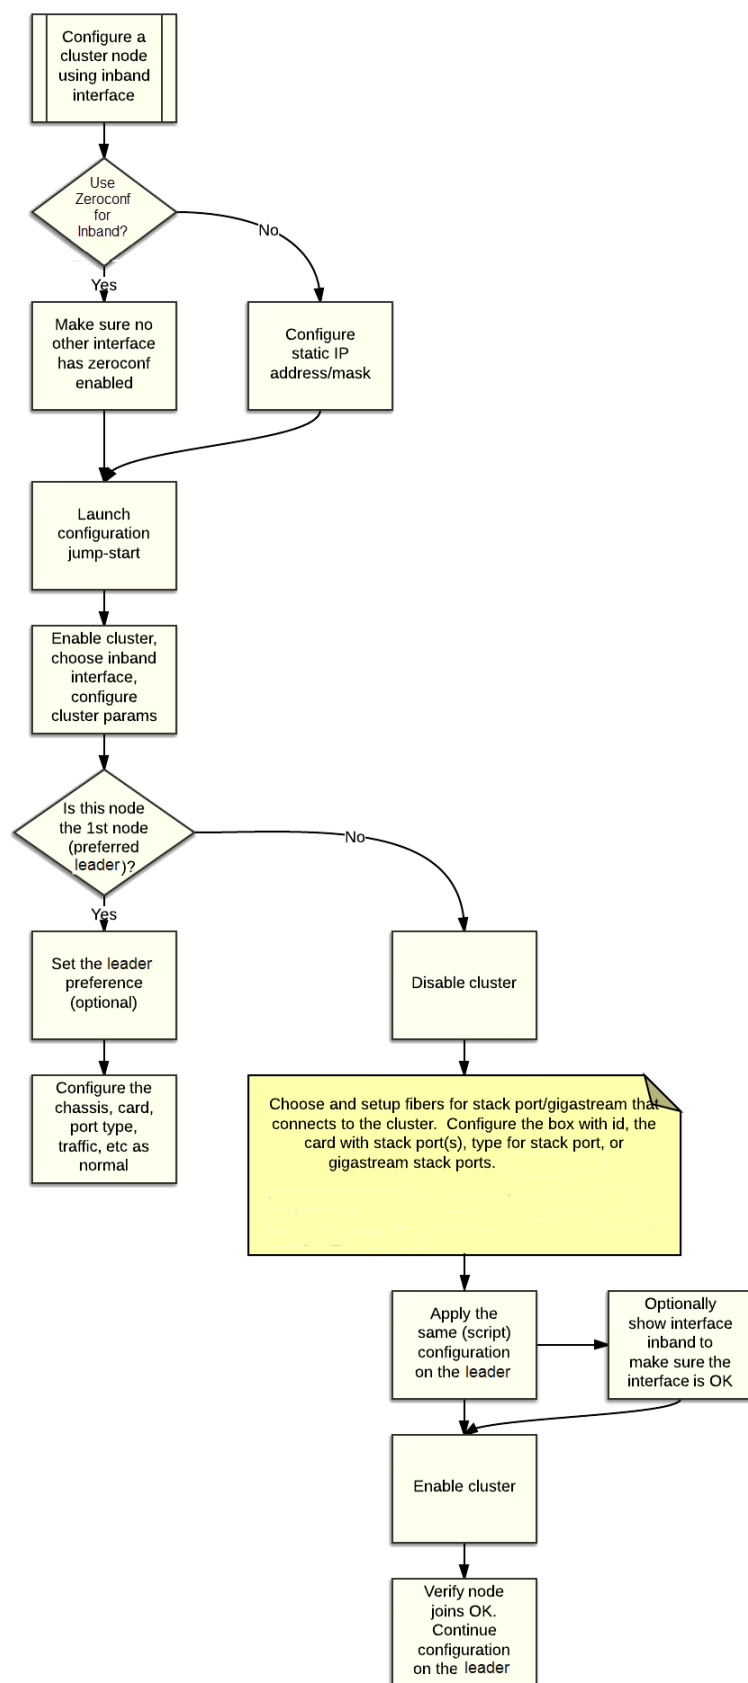 Configure a
cluster node
using inband
interface
Use
Zeroconf
for
Inband?
No
Yes
Make sure no
other interface
has zeroconf
enabled
Configure
static IP
address/mask
Launch
configuration
jump-start
Enable cluster,
choose inband
interface,
configure
cluster params
Is this node
the 1st node
(preferred
leader)?
No
Yes
Set the leader
preference
(optional)
Disable cluster
Configure the
chassis, card,
port type,
traffic, etc as
normal
Choose and setup fibers for stack port/gigastream that
connects to the cluster. Configure the box with id, the
card with stack port(s), type for stack port, or
gigastream stack ports.
Apply the
same (script)
configuration
on the leader
Optionally
show interface
inband to
make sure the
interface is OK
Enable cluster
Verify node
joins OK.
Continue
configuration
on the leader